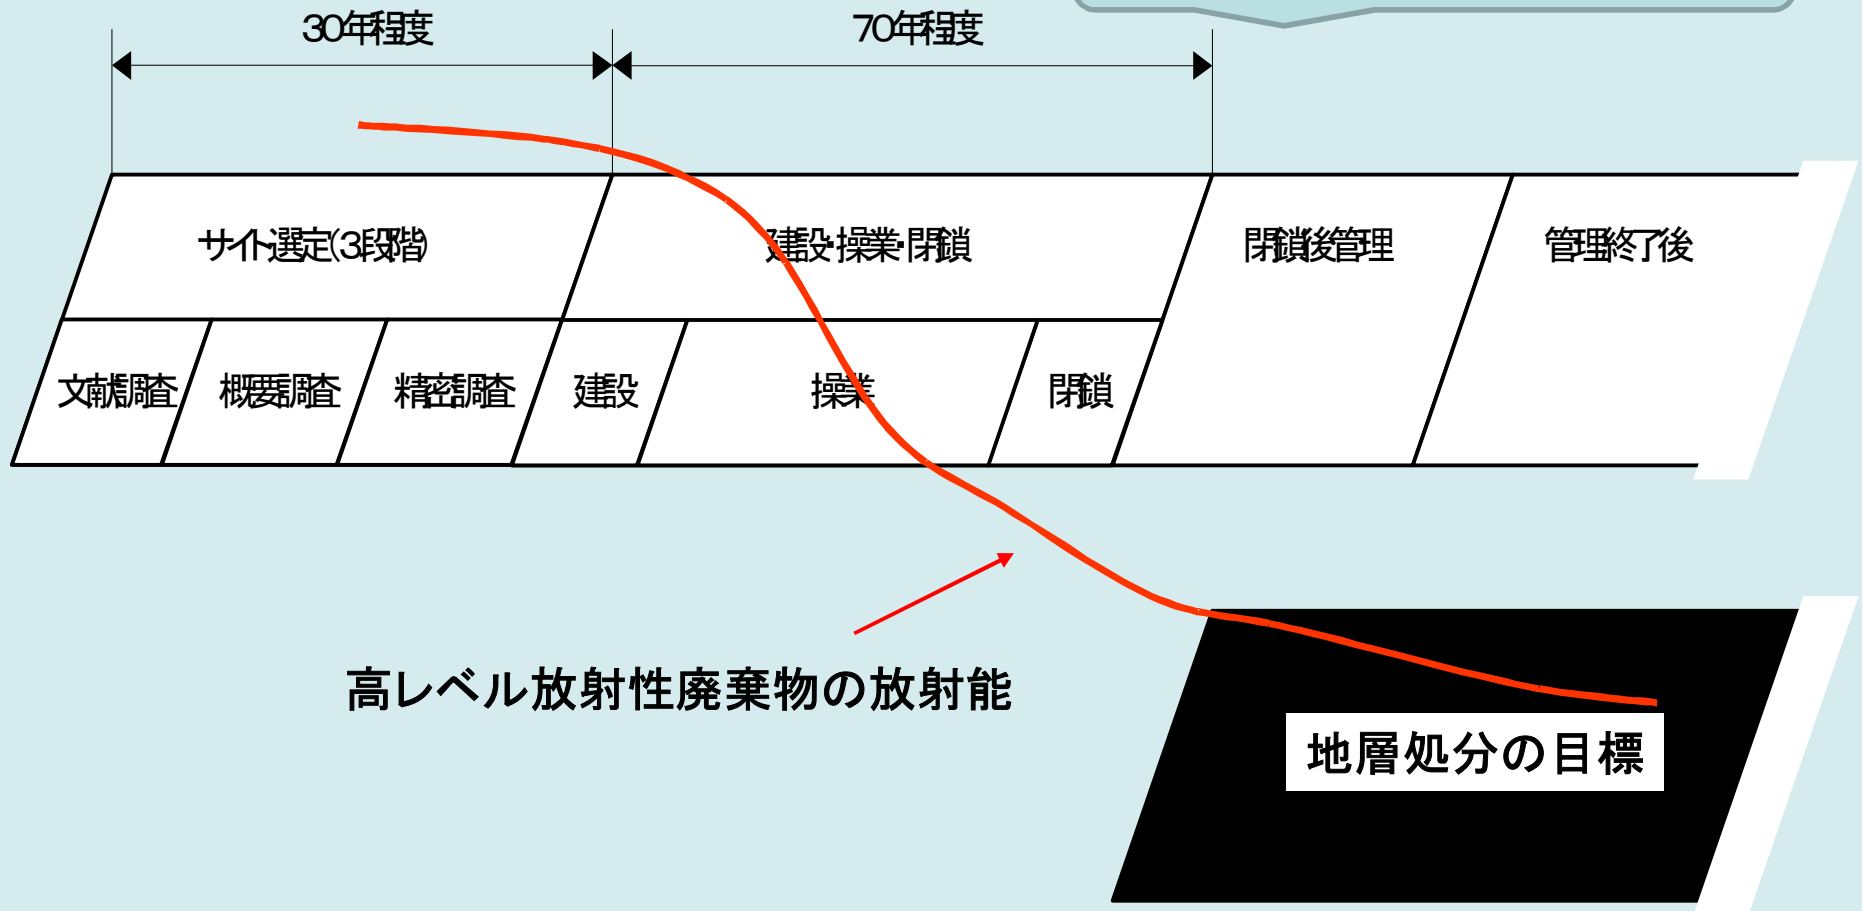 30年程度
70年程度
サイト選定(3段階)
建設・操業・閉鎖
閉鎖後管理
管理終了後
文献調査
概要調査
精密調査
建設
操業
閉鎖
高レベル放射性廃棄物の放射能
地層処分の目標